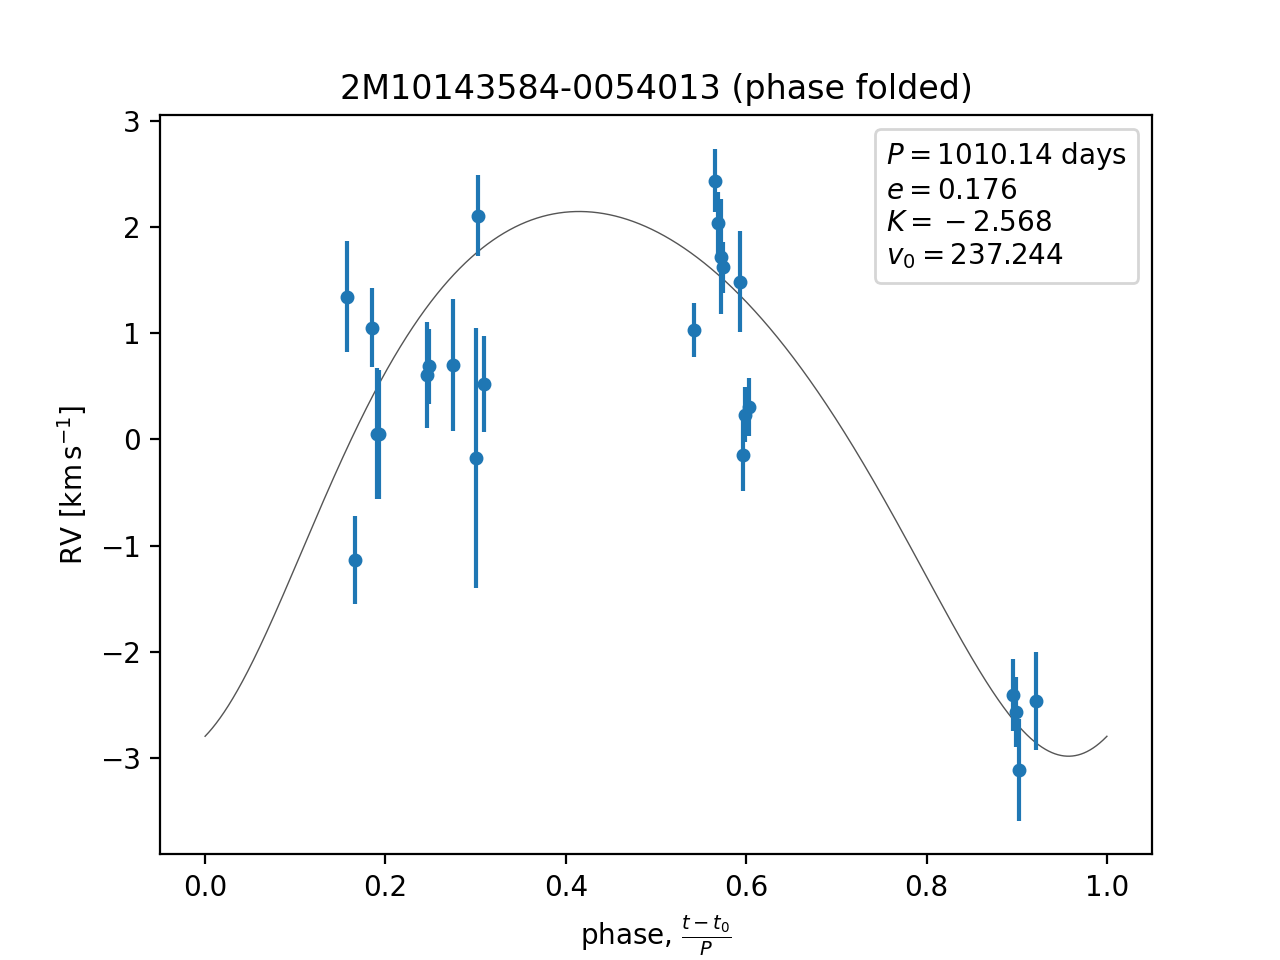 2M10143584-0054013 (phase folded)
P = 1010.14 days
e = 0.176
K = −2.568
v₀ = 237.244
3
2
1
0
−1
−2
−3
RV [km s⁻¹]
0.0 0.2 0.4 0.6 0.8 1.0
phase, (t − t₀)/P